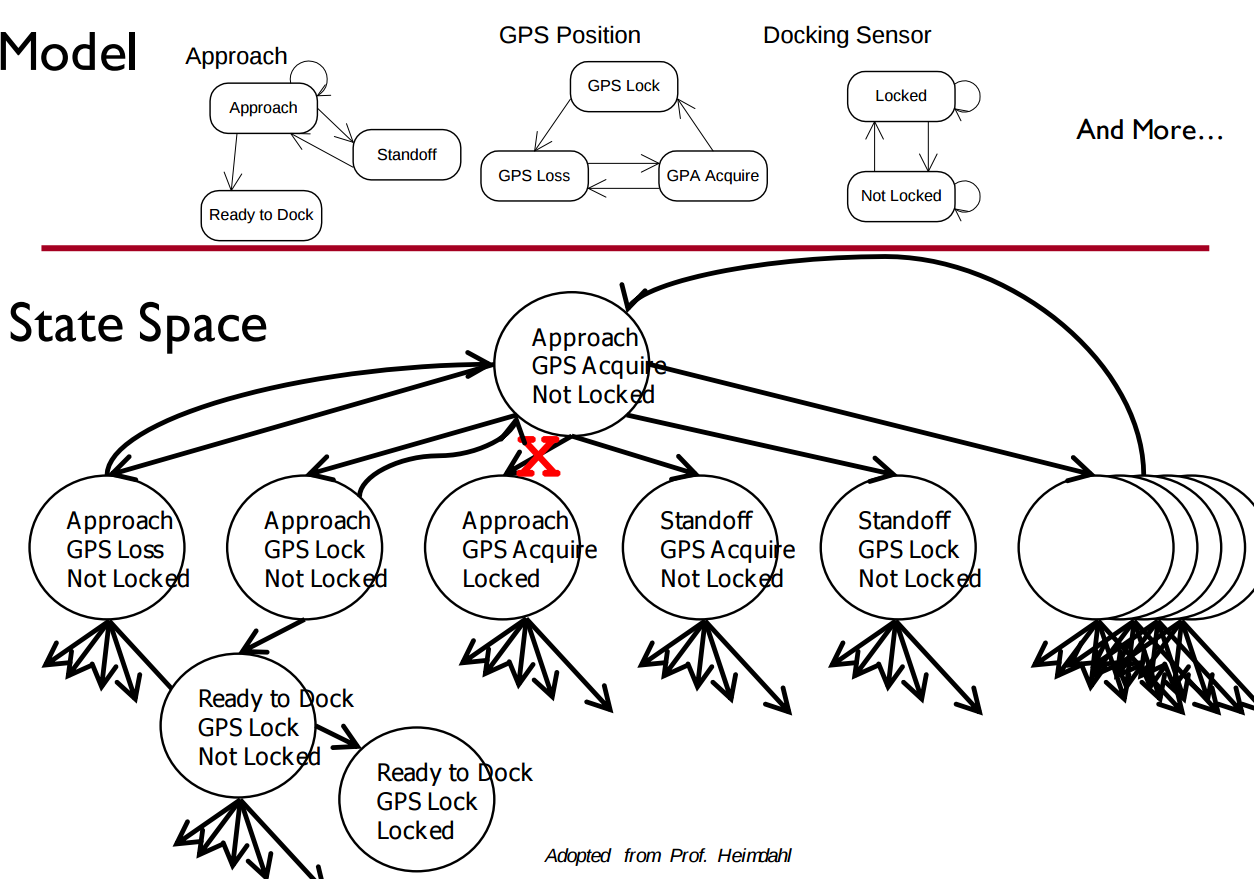 Model
Approach
Approach
Standoff
Ready to Dock
GPS Position
GPS Lock
GPS Loss
GPA Acquire
Docking Sensor
Locked
Not Locked
And More…
State Space
Approach
GPS Acquire
Not Locked
X
Approach
GPS Loss
Not Locked
Approach
GPS Lock
Not Locked
Approach
GPS Acquire
Locked
Standoff
GPS Acquire
Not Locked
Standoff
GPS Lock
Not Locked
Ready to Dock
GPS Lock
Not Locked
Ready to Dock
GPS Lock
Locked
Adopted from Prof. Heimdahl